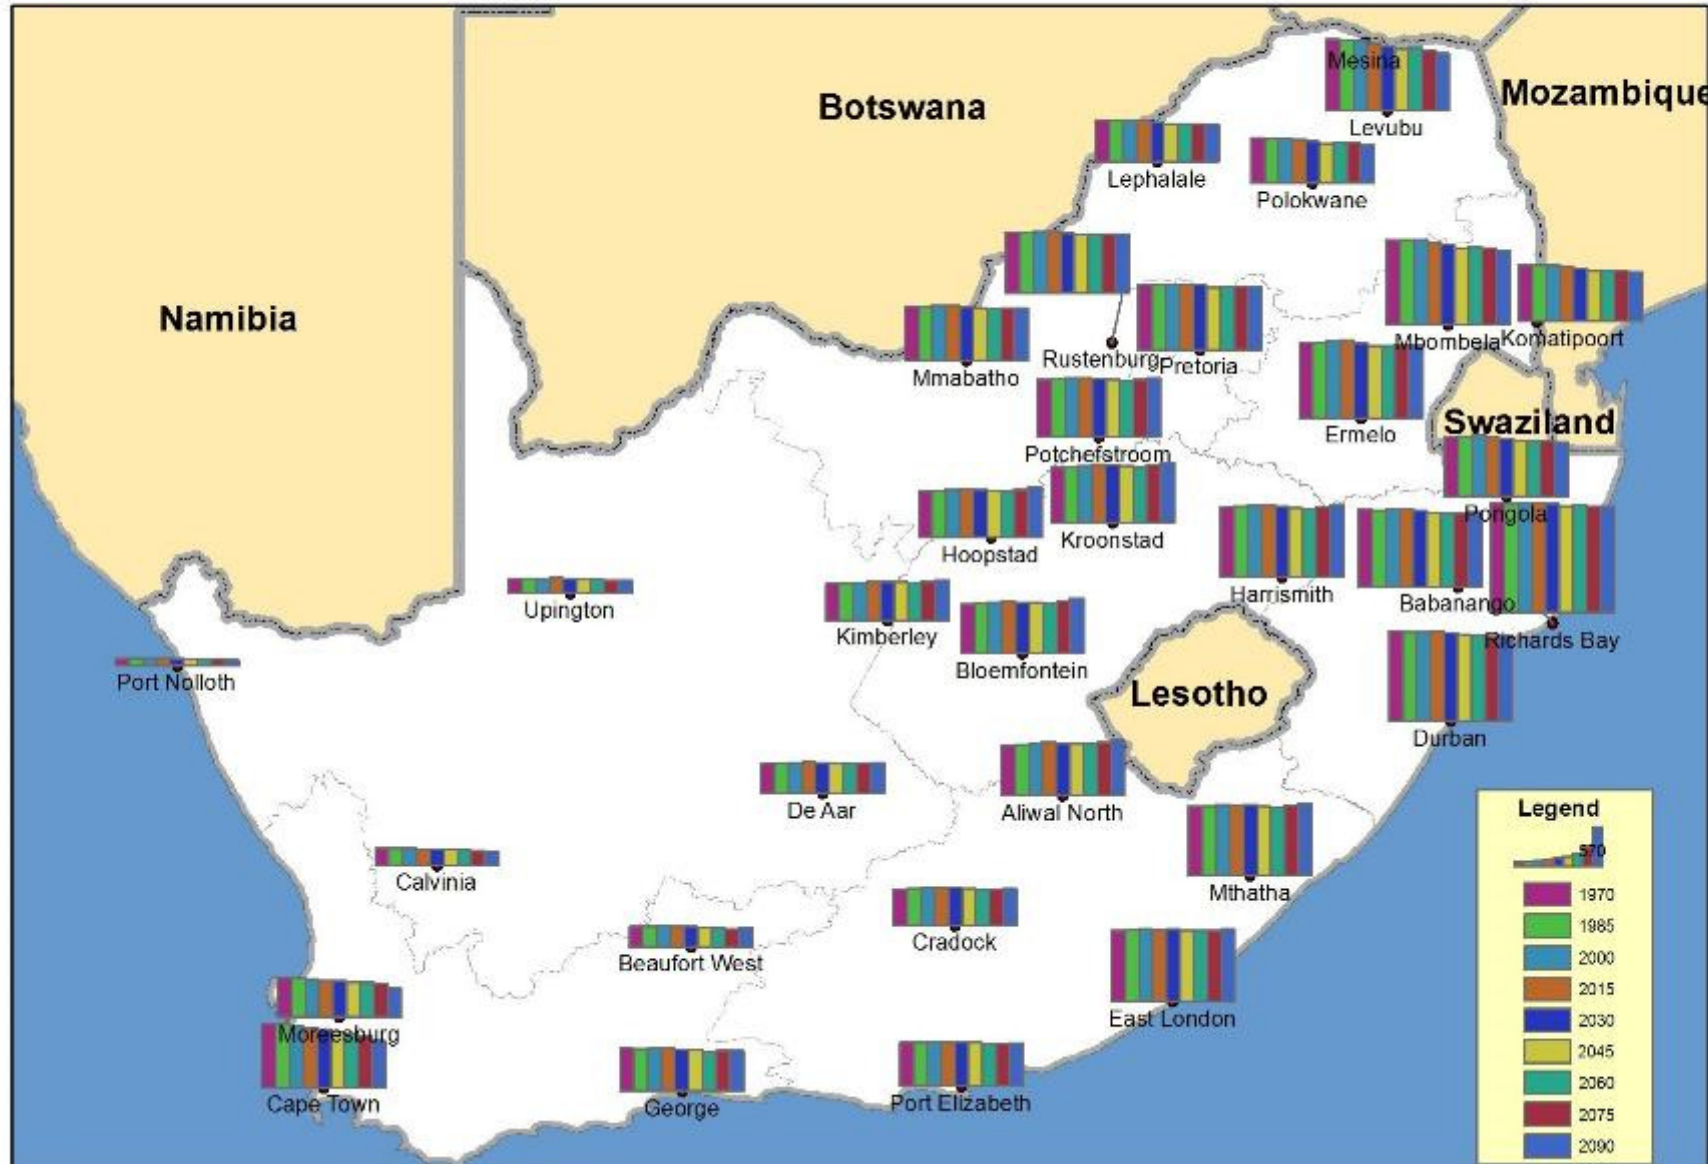 Botswana
Mozambique
Namibia
Mesina
Levubu
Lephalale
Polokwane
Rustenburg
Pretoria
Mmabatho
Mbombela
Komatipoort
Swaziland
Ermelo
Potchefstroom
Pongola
Hoopstad
Kroonstad
Harrismith
Babanango
Richards Bay
Upington
Kimberley
Bloemfontein
Port Nolloth
Lesotho
Durban
De Aar
Aliwal North
Calvinia
Mthatha
Beaufort West
Cradock
East London
Moreesburg
Cape Town
George
Port Elizabeth
Legend
570
1970
1985
2000
2015
2030
2045
2060
2075
2090